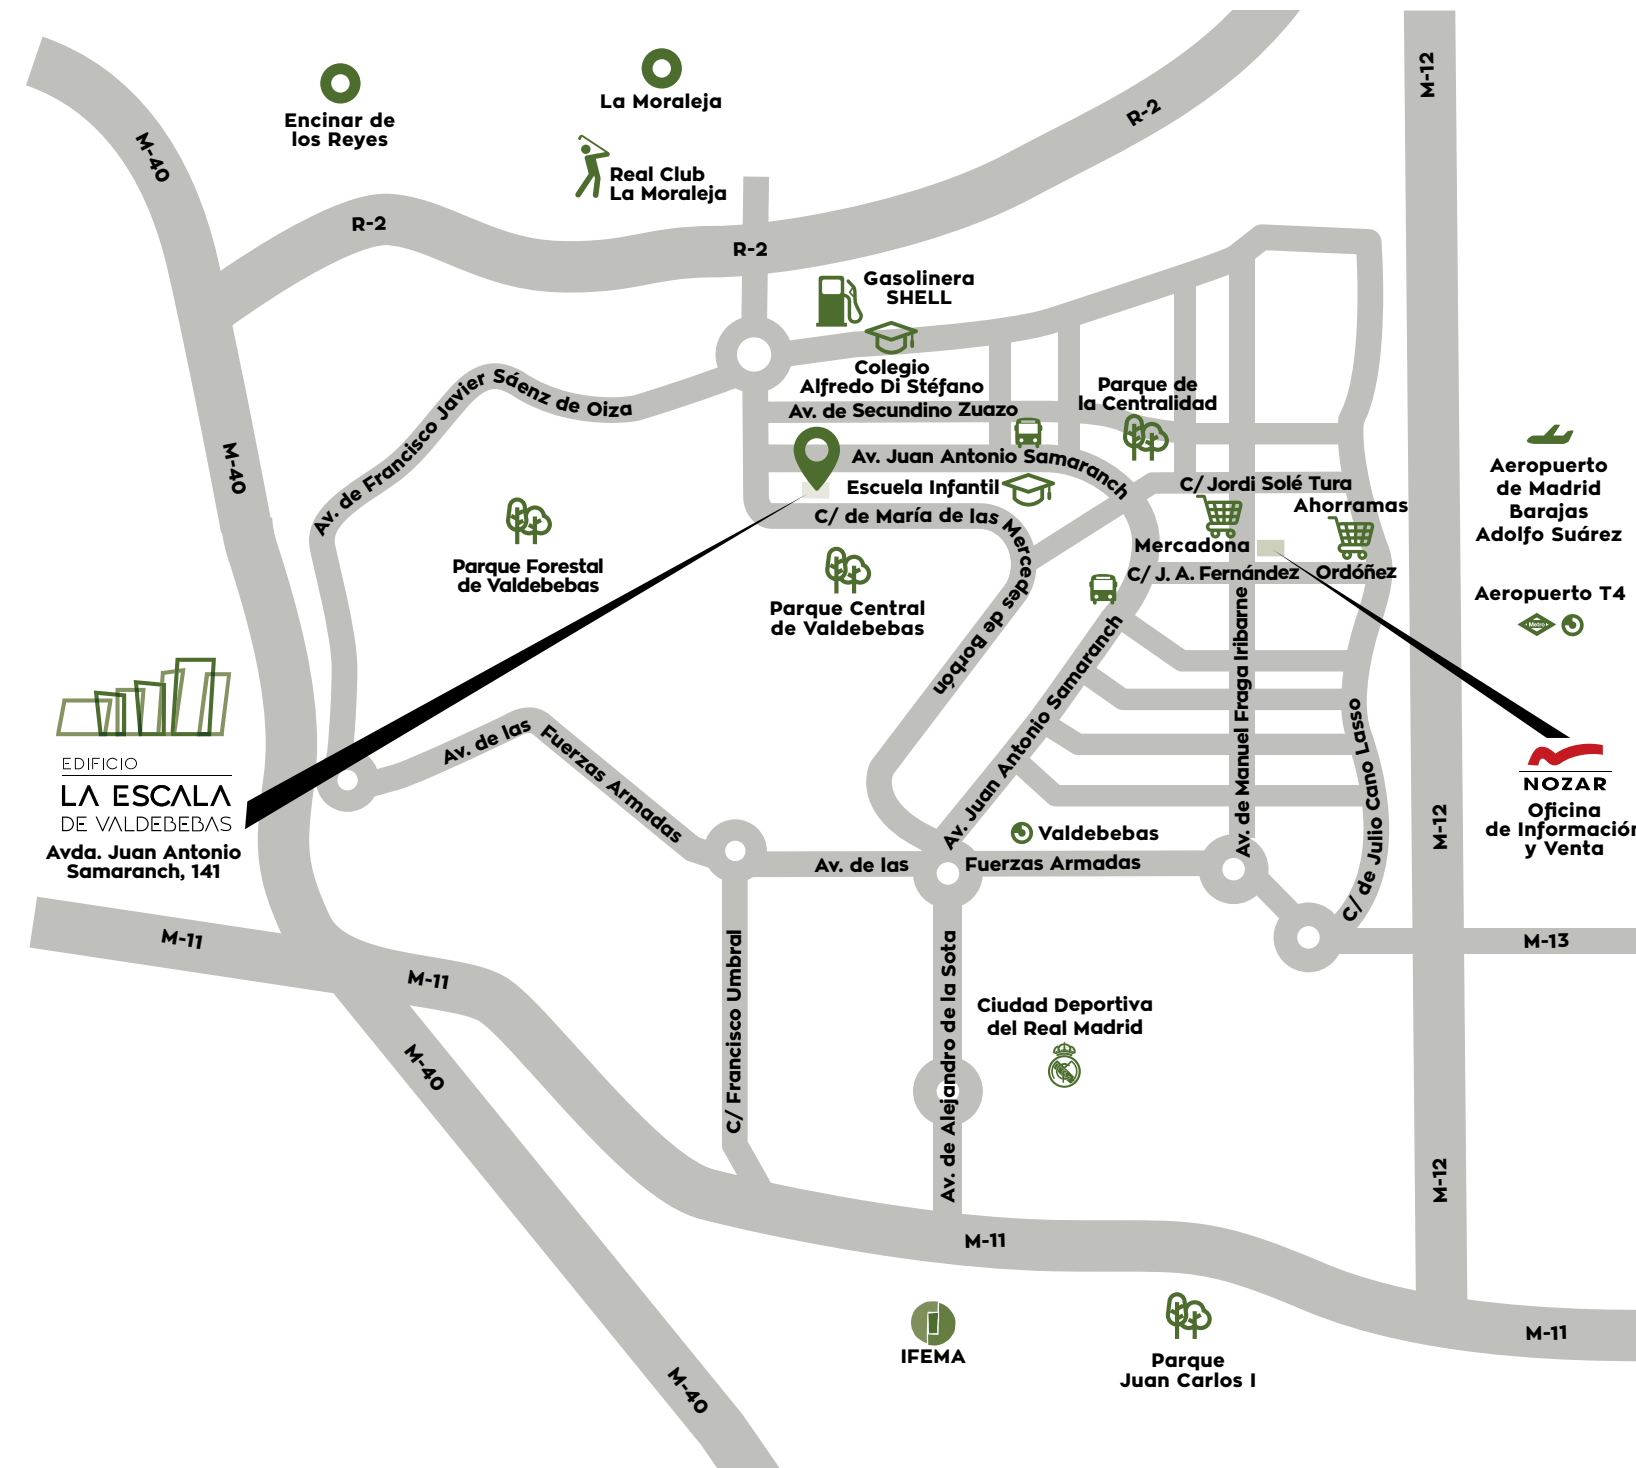 M-12
La Moraleja
R-2
Encinar de
los Reyes
M-40
Real Club
La Moraleja
R-2
R-2
Gasolinera
SHELL
Colegio
Alfredo Di Stéfano
Parque de
la Centralidad
Av. de Francisco Javier Sáenz de Oiza
Av. de Secundino Zuazo
M-40
Av. Juan Antonio Samaranch
Aeropuerto
de Madrid
Barajas
Adolfo Suárez
Escuela Infantil
C/ Jordi Solé Tura
Ahorramas
C/ de María de las Mercedes de Borbón
Mercadona
Parque Forestal
de Valdebebas
C/ J. A. Fernández Ordóñez
Parque Central
de Valdebebas
Aeropuerto T4
Metro
Av. Juan Antonio Samaranch
Av. de Manuel Fraga Iribarne
C/ de Julio Cano Lasso
Av. de las Fuerzas Armadas
EDIFICIO
LA ESCALA
DE VALDEBEBAS
Avda. Juan Antonio
Samaranch, 141
NOZAR
Oficina
de Información
y Venta
M-12
Valdebebas
Av. de las Fuerzas Armadas
M-11
M-13
M-11
C/ Francisco Umbral
Av. de Alejandro de la Sota
Ciudad Deportiva
del Real Madrid
M-40
M-12
M-11
M-11
IFEMA
Parque
Juan Carlos I
M-40